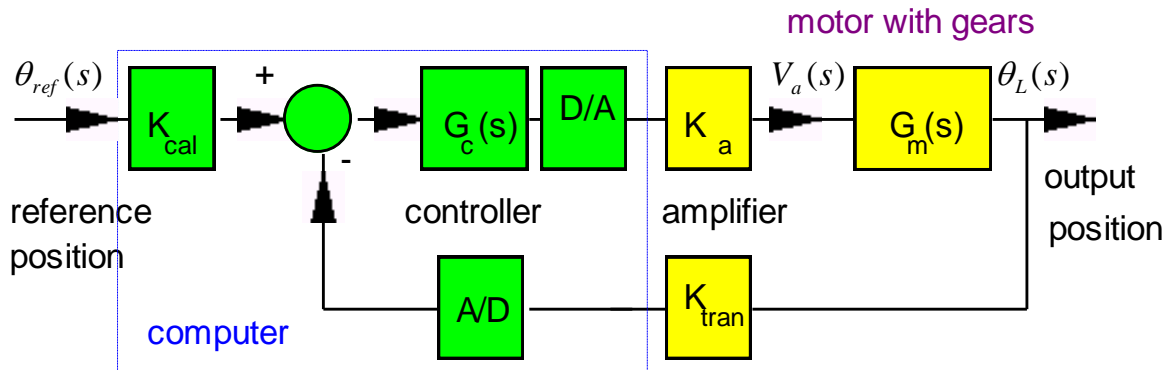 motor with gears
θref(s)
+
Va(s)
θL(s)
Kcal
Gc(s)
D/A
Ka
Gm(s)
-
reference
position
controller
amplifier
output
position
A/D
Ktran
computer